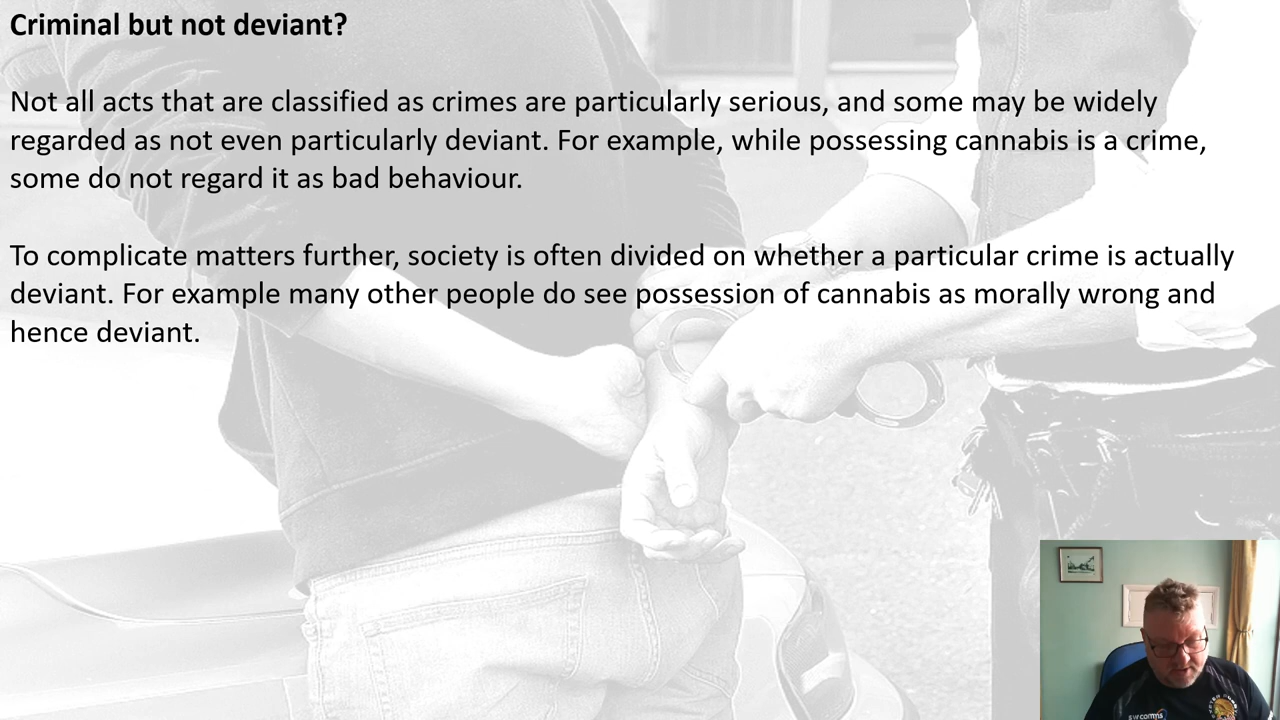 Criminal but not deviant?
Not all acts that are classified as crimes are particularly serious, and some may be widely
regarded as not even particularly deviant. For example, while possessing cannabis is a crime,
some do not regard it as bad behaviour.
To complicate matters further, society is often divided on whether a particular crime is actually
deviant. For example many other people do see possession of cannabis as morally wrong and
hence deviant.
swcomms